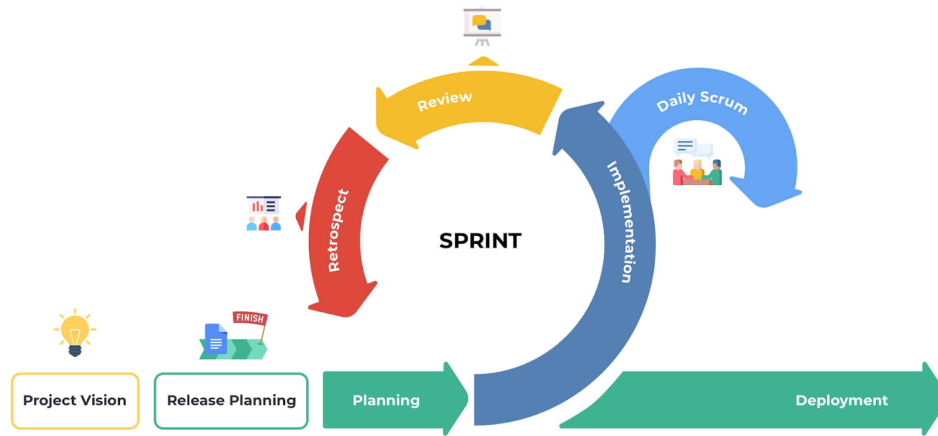 Review
Daily Scrum
Retrospect
Implementation
SPRINT
FINISH
Project Vision
Release Planning
Planning
Deployment